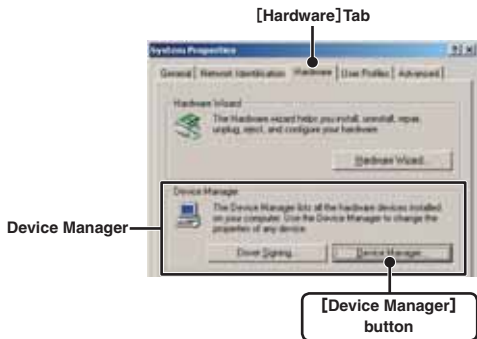 [Hardware] Tab
System Properties
General Network Identification Hardware User Profiles Advanced
Hardware Wizard
The Hardware wizard helps you install, uninstall, repair,
unplug, eject, and configure your hardware.
Hardware Wizard...
Device Manager
The Device Manager lists all the hardware devices installed
on your computer. Use the Device Manager to change the
properties of any device.
Device Manager
Driver Signing... Device Manager...
[Device Manager]
button